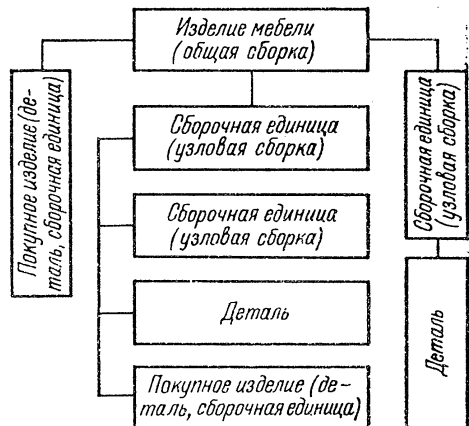 Изделие мебели
(общая сборка)
Покупное изделие (де-
таль, сборочная единица)
Сборочная единица
(узловая сборка)
Сборочная единица
(узловая сборка)
Деталь
Покупное изделие (де-
таль, сборочная единица)
Сборочная единица
(узловая сборка)
Деталь